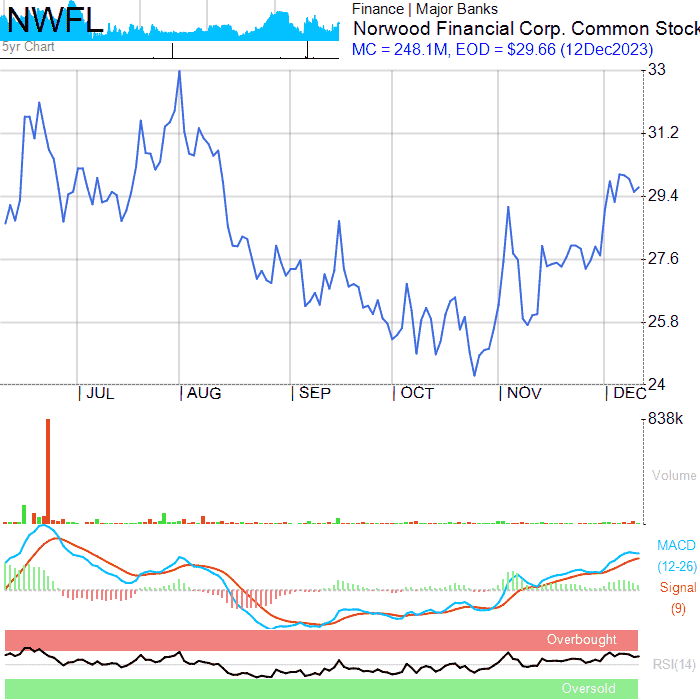 NWFL
5yr Chart
Finance | Major Banks
Norwood Financial Corp. Common Stock
MC = 248.1M, EOD = $29.66 (12Dec2023)
33
31.2
29.4
27.6
25.8
24
JUL
AUG
SEP
OCT
NOV
DEC
838k
Volume
MACD
(12-26)
Signal
(9)
Overbought
RSI(14)
Oversold